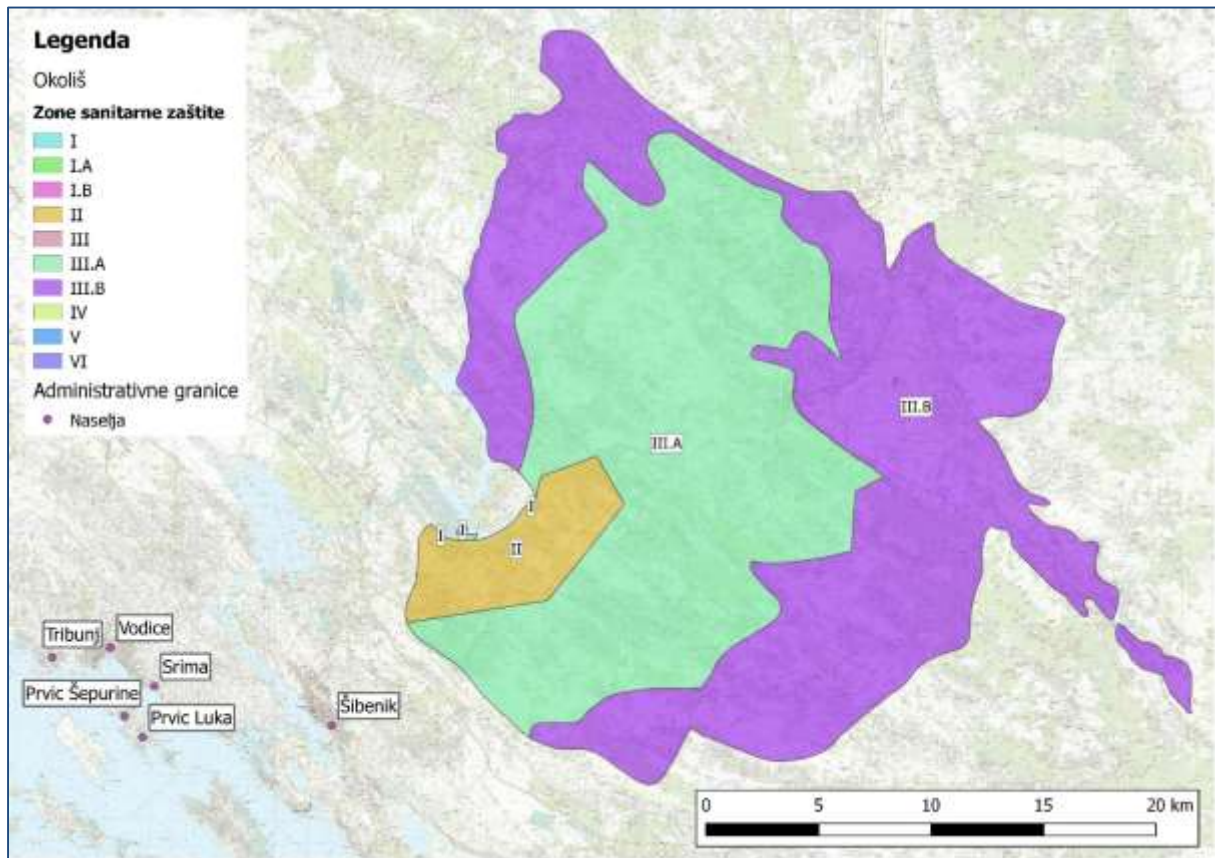 Legenda
Okoliš
Zone sanitarne zaštite
I
I.A
I.B
II
III
III.A
III.B
IV
V
VI
Administrativne granice
Naselja
III.B
III.A
I
I
I
II
Tribunj
Vodice
Srima
Prvic Šepurine
Prvic Luka
Šibenik
0 5 10 15 20 km